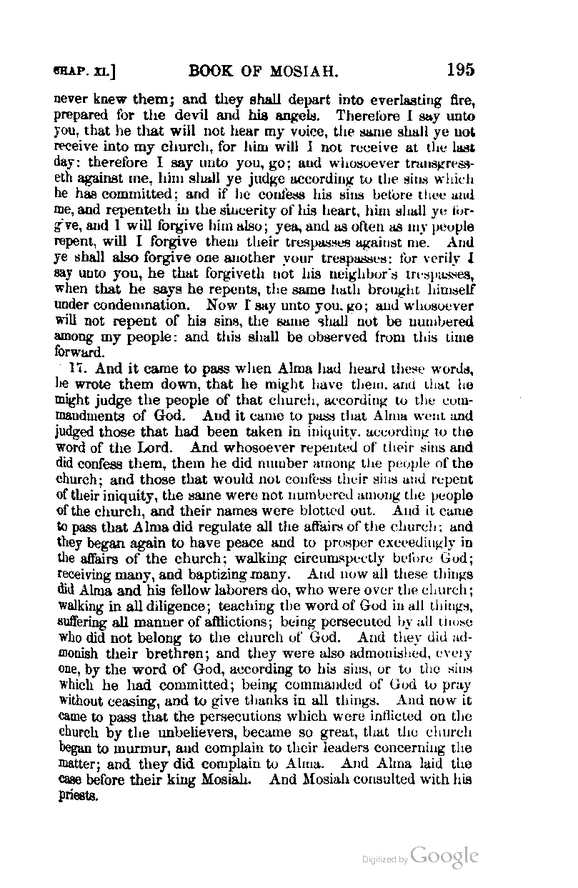 CHAP. XI.] BOOK OF MOSIAH. 195
never knew them; and they shall depart into everlasting fire,
prepared for the devil and his angels. Therefore I say unto
you, that he that will not hear my voice, the same shall ye not
receive into my church, for him will I not receive at the last
day: therefore I say unto you, go; and whosoever transgress-
eth against me, him shall ye judge according to the sins which
he has committed; and if he confess his sins before thee and
me, and repenteth in the sincerity of his heart, him shall ye for-
g've, and I will forgive him also; yea, and as often as my people
repent, will I forgive them their trespasses against me. And
ye shall also forgive one another your trespasses: for verily I
say unto you, he that forgiveth not his neighbor's trespasses,
when that he says he repents, the same hath brought himself
under condemnation. Now I say unto you. go; and whosoever
will not repent of his sins, the same shall not be numbered
among my people: and this shall be observed from this time
forward.
17. And it came to pass when Alma had heard these words,
he wrote them down, that he might have them. and that he
might judge the people of that church, according to the com-
mandments of God. And it came to pass that Alma went and
judged those that had been taken in iniquity. according to the
word of the Lord. And whosoever repented of their sins and
did confess them, them he did number among the people of the
church; and those that would not confess their sins and repent
of their iniquity, the same were not numbered among the people
of the church, and their names were blotted out. And it came
to pass that Alma did regulate all the affairs of the church; and
they began again to have peace and to prosper exceedingly in
the affairs of the church; walking circumspectly before God;
receiving many, and baptizing many. And now all these things
did Alma and his fellow laborers do, who were over the church;
walking in all diligence; teaching the word of God in all things,
suffering all manner of afflictions; being persecuted by all those
who did not belong to the church of God. And they did ad-
monish their brethren; and they were also admonished, every
one, by the word of God, according to his sins, or to the sins
which he had committed; being commanded of God to pray
without ceasing, and to give thanks in all things. And now it
came to pass that the persecutions which were inflicted on the
church by the unbelievers, became so great, that the church
began to murmur, and complain to their leaders concerning the
matter; and they did complain to Alma. And Alma laid the
case before their king Mosiah. And Mosiah consulted with his
priests.
Digitized by Google